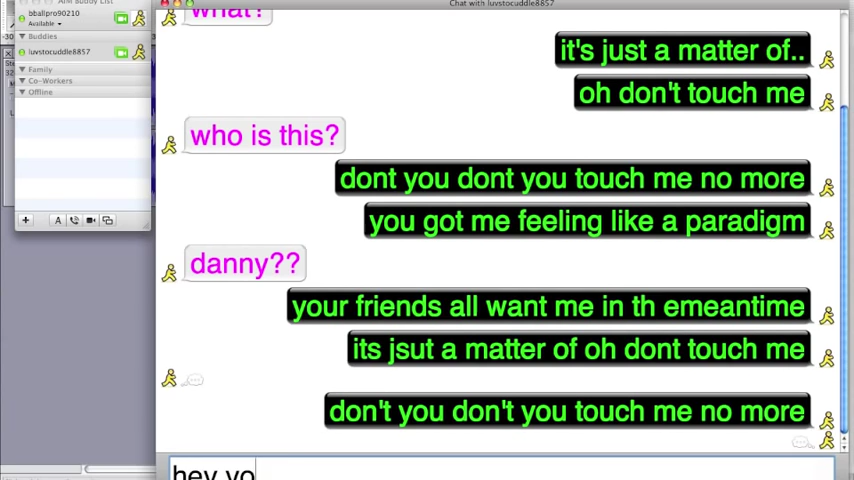 AIM Buddy List
Chat with luvstocuddle8857
bballpro90210
Available
Buddies
luvstocuddle8857
Family
Co-Workers
Offline
what?
it's just a matter of..
oh don't touch me
who is this?
dont you dont you touch me no more
you got me feeling like a paradigm
danny??
your friends all want me in th emeantime
its jsut a matter of oh dont touch me
don't you don't you touch me no more
hey yo